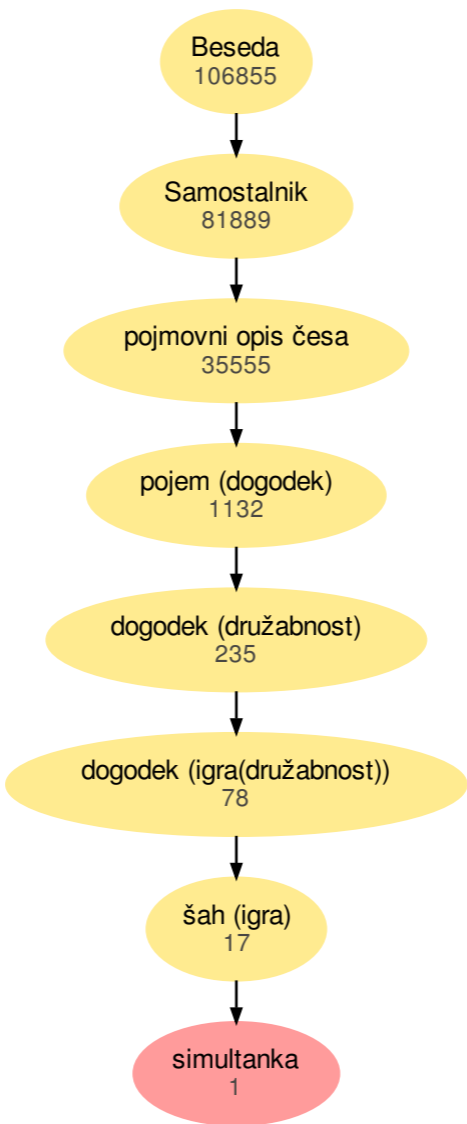 Beseda
106855
Samostalnik
81889
pojmovni opis česa
35555
pojem (dogodek)
1132
dogodek (družabnost)
235
dogodek (igra(družabnost))
78
šah (igra)
17
simultanka
1